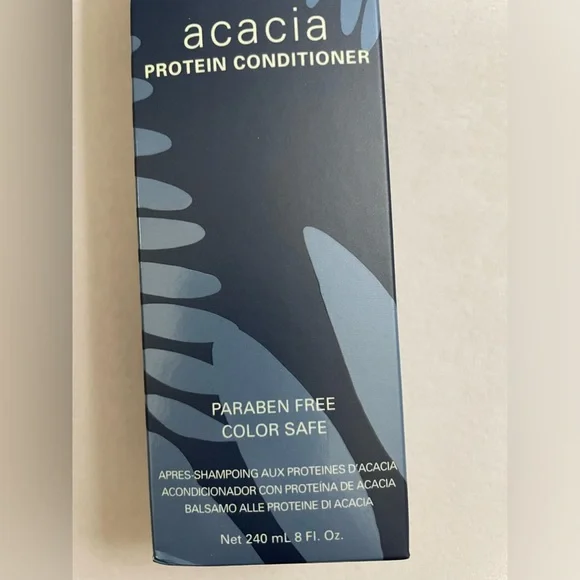 acacia
PROTEIN CONDITIONER
PARABEN FREE
COLOR SAFE
APRES-SHAMPOING AUX PROTEINES D'ACACIA
ACONDICIONADOR CON PROTEÍNA DE ACACIA
BALSAMO ALLE PROTEINE DI ACACIA
Net 240 mL 8 Fl. Oz.